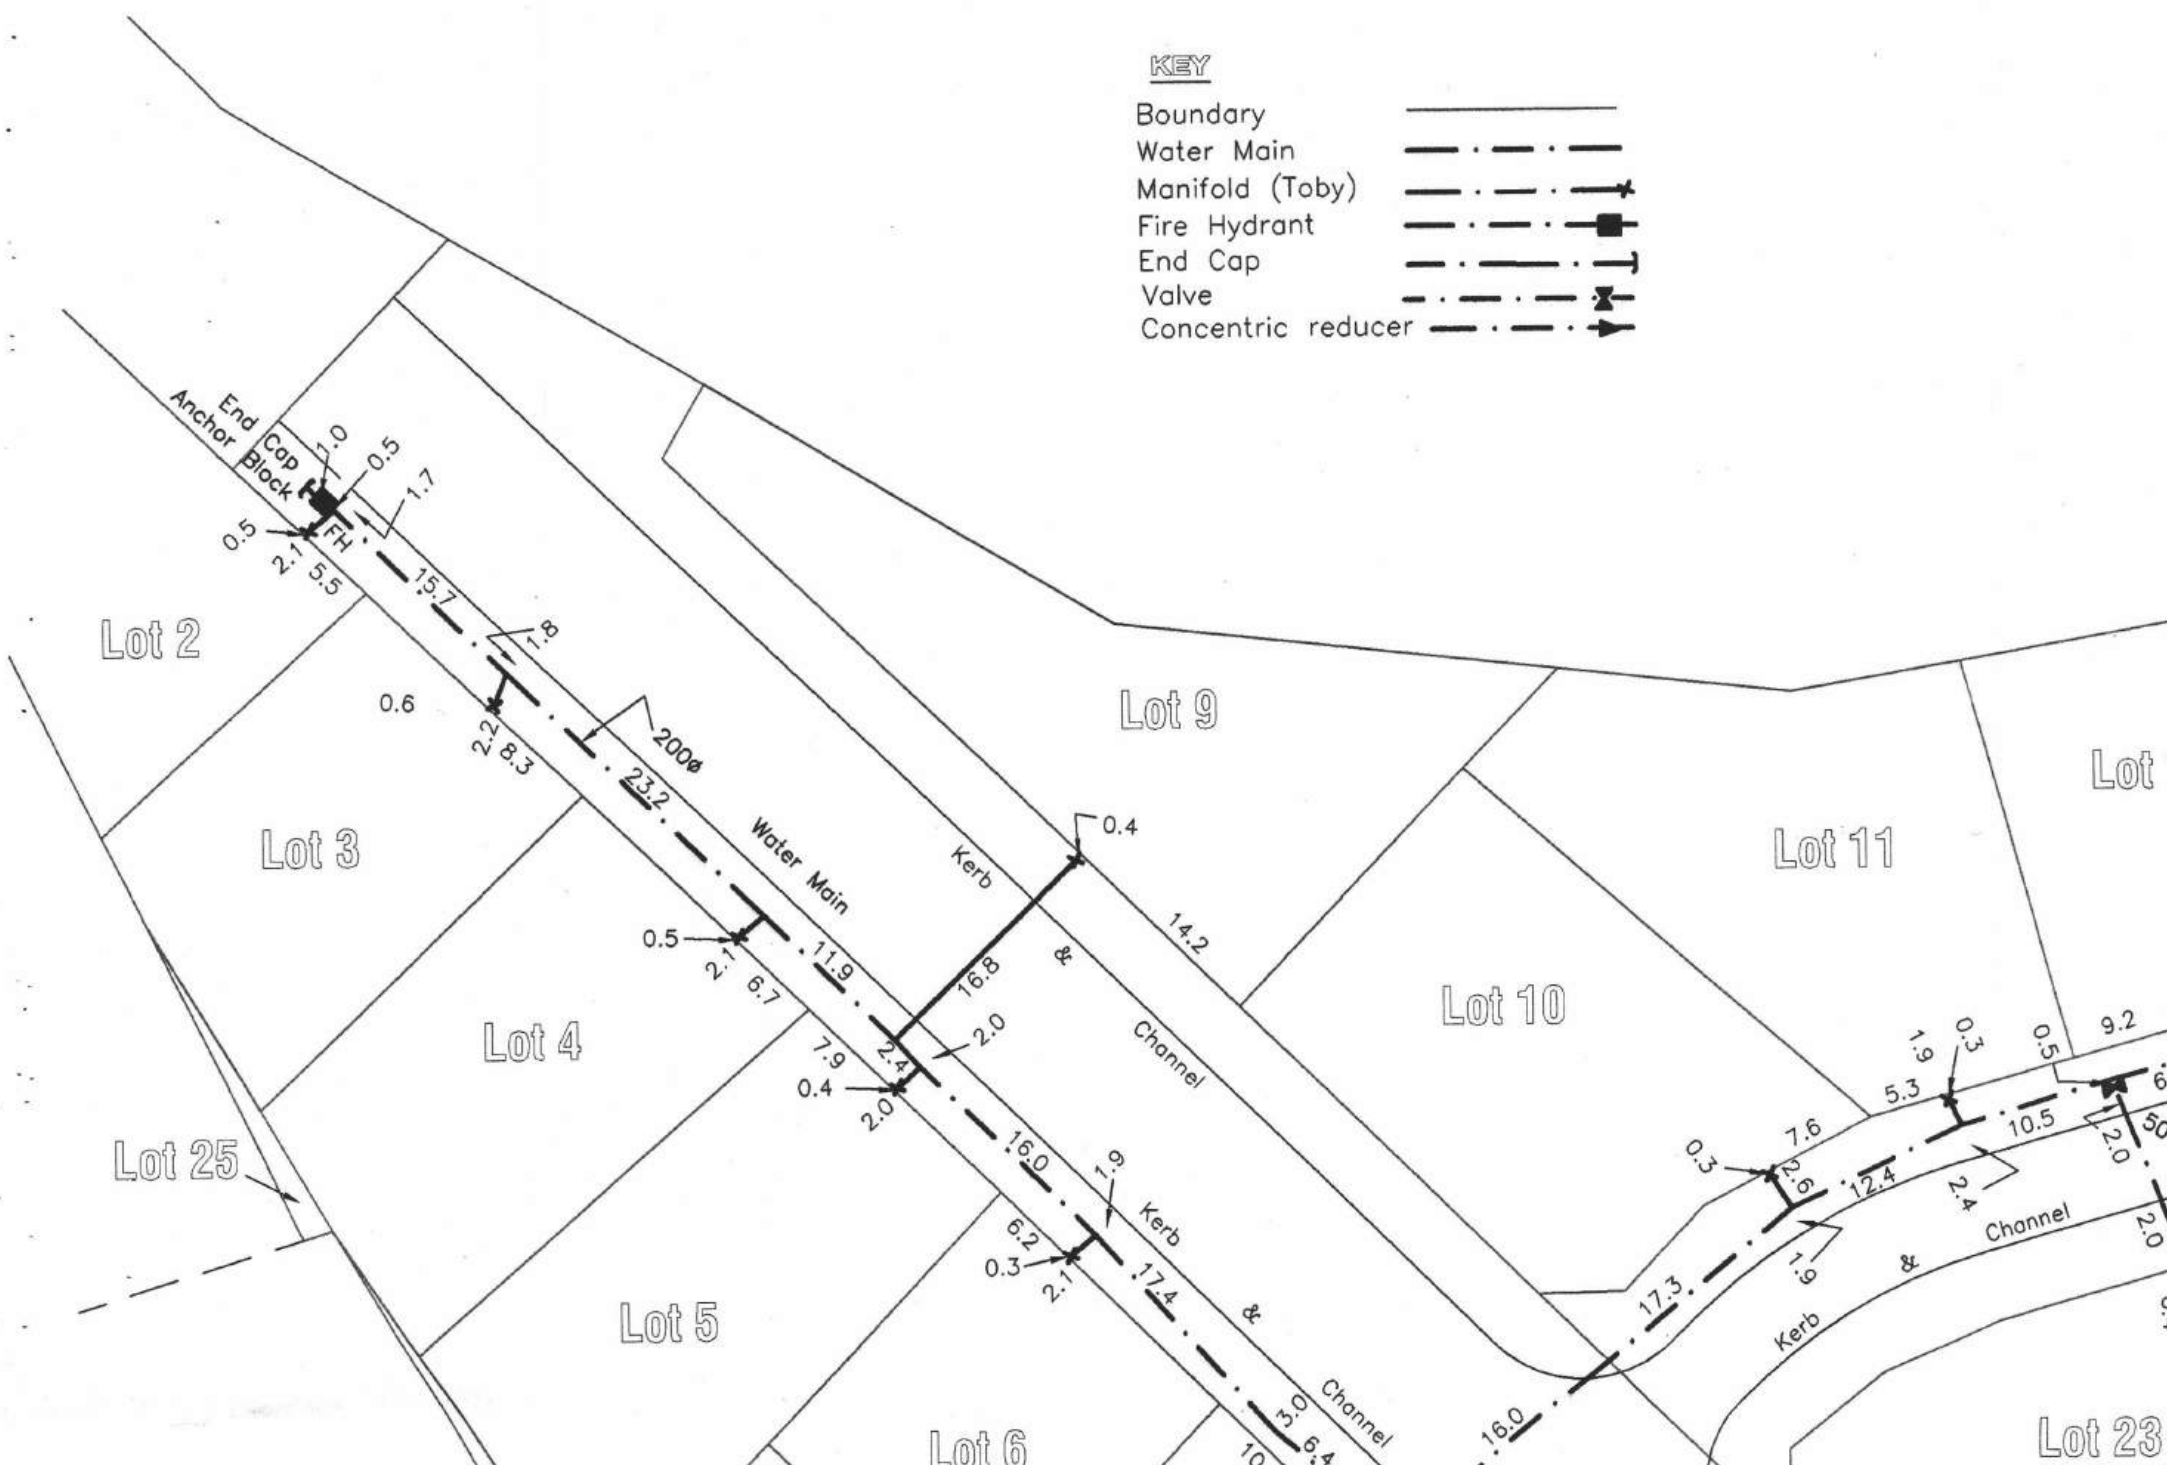 KEY
Boundary
Water Main
Manifold (Toby)
Fire Hydrant
End Cap
Valve
Concentric reducer
End Cap
Anchor Block
1.0
0.5
1.7
0.5
2.1
FH
5.5
15.7
1.8
Lot 2
0.6
2.2
8.3
200ø
23.2
Lot 9
Lot
Lot 3
Water Main
0.4
Kerb
&
Channel
Lot 11
0.5
2.1
6.7
11.9
16.8
14.2
Lot 10
Lot 4
7.9
2.4
2.0
0.4
2.0
1.9
0.3
0.5
9.2
5.3
7.6
10.5
2.0
50
6
Lot 25
16.0
1.9
0.3
2.6
12.4
2.4
Kerb
&
Channel
6.2
0.3
2.1
17.4
1.9
17.3
Kerb
&
Channel
2.0
Lot 5
3.0
6.4
10
16.0
Lot 6
Lot 23